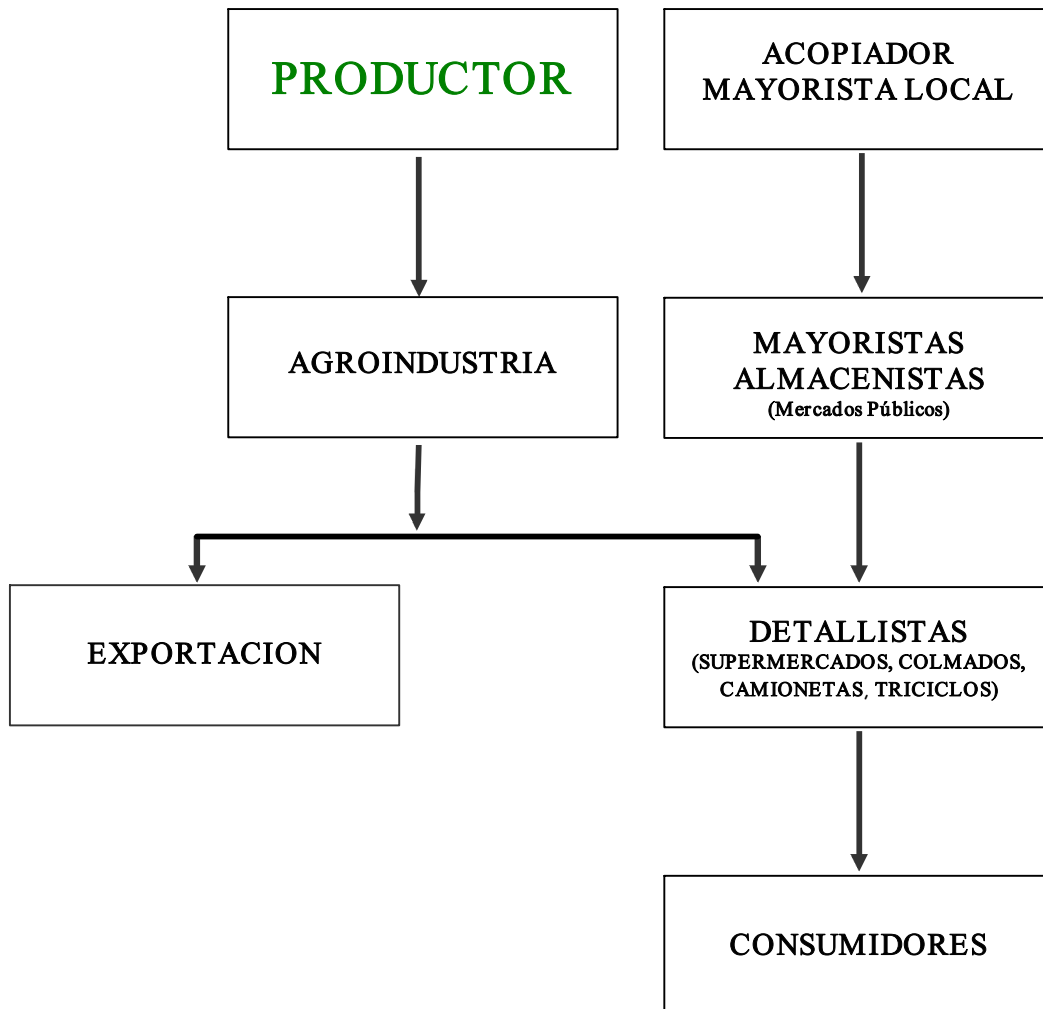 PRODUCTOR
ACOPIADOR
MAYORISTA LOCAL
AGROINDUSTRIA
MAYORISTAS
ALMACENISTAS
(Mercados Públicos)
EXPORTACION
DETALLISTAS
(SUPERMERCADOS, COLMADOS,
CAMIONETAS, TRICICLOS)
CONSUMIDORES